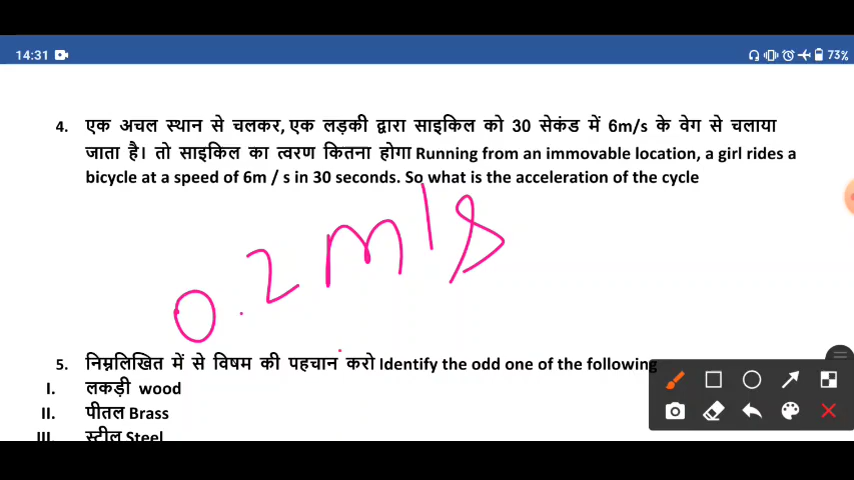 14:31
73%
4. एक अचल स्थान से चलकर, एक लड़की द्वारा साइकिल को 30 सेकंड में 6m/s के वेग से चलाया
जाता है। तो साइकिल का त्वरण कितना होगा Running from an immovable location, a girl rides a
bicycle at a speed of 6m / s in 30 seconds. So what is the acceleration of the cycle
0.2 m/s
5. निम्नलिखित में से विषम की पहचान करो Identify the odd one of the following
I. लकड़ी wood
II. पीतल Brass
III. स्टील Steel